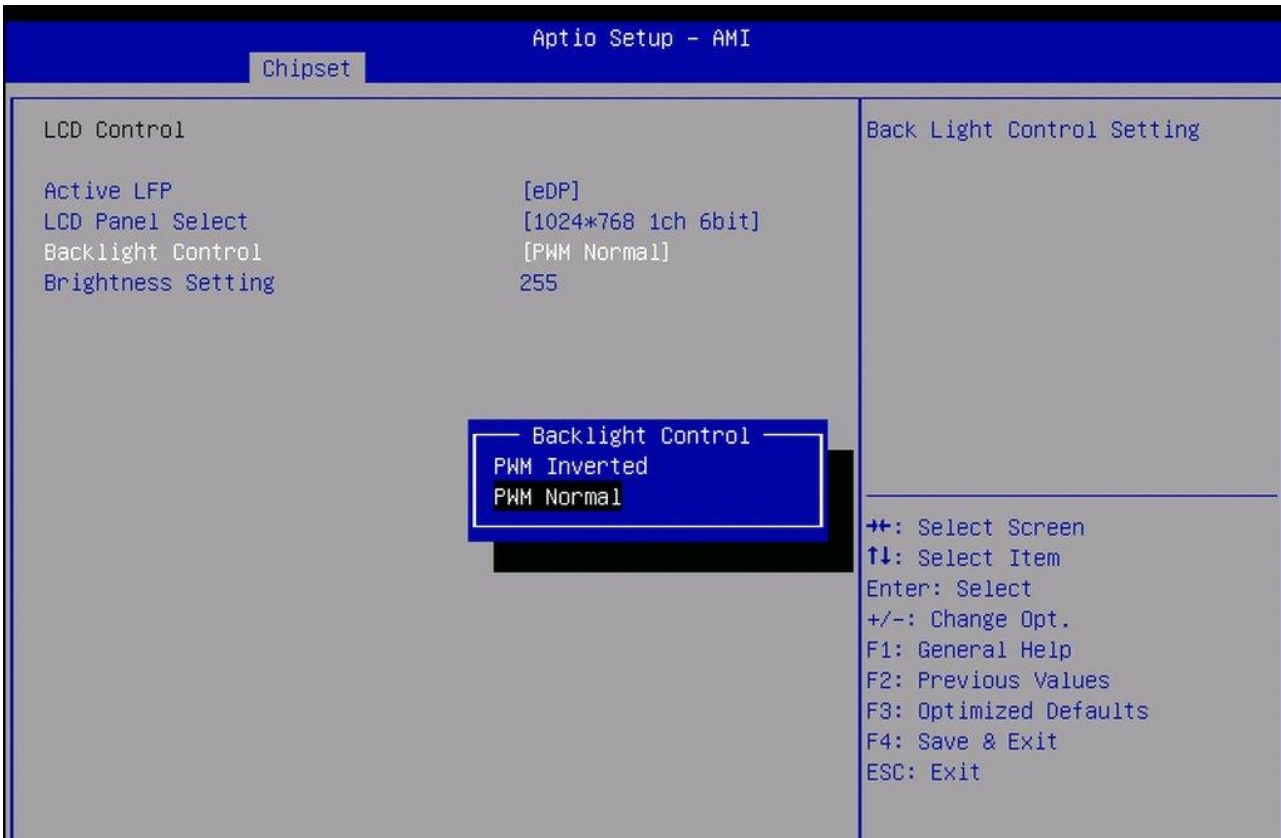 Aptio Setup - AMI
Chipset
LCD Control
Active LFP [eDP]
LCD Panel Select [1024*768 1ch 6bit]
Backlight Control [PWM Normal]
Brightness Setting 255
Backlight Control
PWM Inverted
PWM Normal
Back Light Control Setting
→←: Select Screen
↑↓: Select Item
Enter: Select
+/-: Change Opt.
F1: General Help
F2: Previous Values
F3: Optimized Defaults
F4: Save & Exit
ESC: Exit